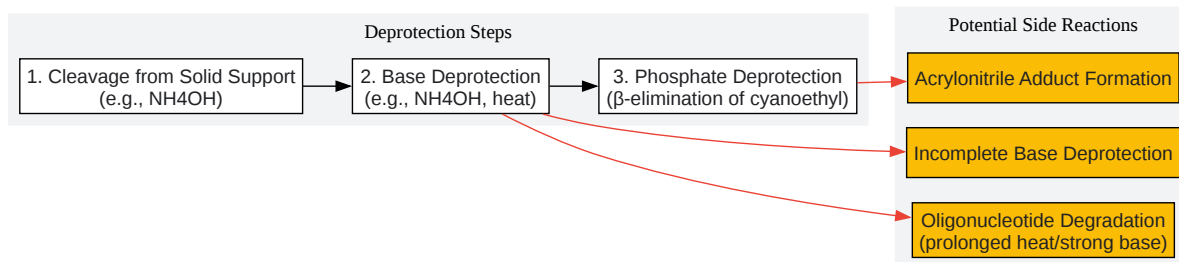 Deprotection Steps
1. Cleavage from Solid Support
(e.g., NH4OH)
2. Base Deprotection
(e.g., NH4OH, heat)
3. Phosphate Deprotection
(β-elimination of cyanoethyl)
Potential Side Reactions
Acrylonitrile Adduct Formation
Incomplete Base Deprotection
Oligonucleotide Degradation
(prolonged heat/strong base)